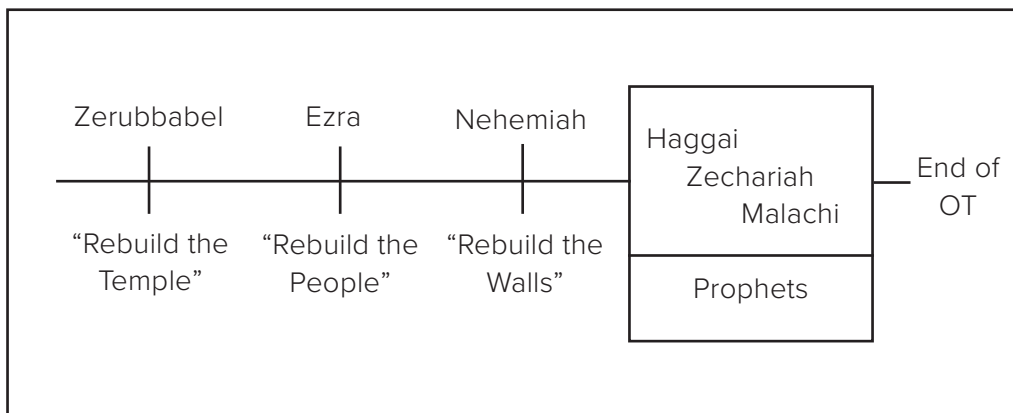 Zerubbabel
Ezra
Nehemiah
“Rebuild the
Temple”
“Rebuild the
People”
“Rebuild the
Walls”
Haggai
Zechariah
Malachi
Prophets
End of
OT